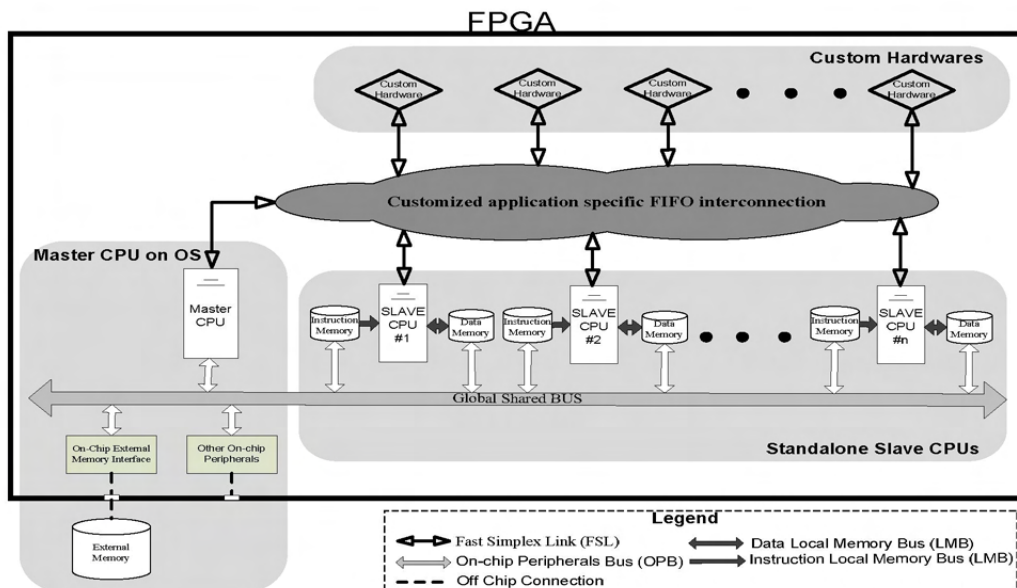 FPGA
Custom Hardwares
Custom
Hardware
Custom
Hardware
Custom
Hardware
Custom
Hardware
Customized application specific FIFO interconnection
Master CPU on OS
Master
CPU
Instruction
Memory
SLAVE
CPU
#1
Data
Memory
Instruction
Memory
SLAVE
CPU
#2
Data
Memory
Instruction
Memory
SLAVE
CPU
#n
Data
Memory
Global Shared BUS
On-Chip External
Memory Interface
Other On-chip
Peripherals
Standalone Slave CPUs
External
Memory
Legend
Fast Simplex Link (FSL)
Data Local Memory Bus (LMB)
On-chip Peripherals Bus (OPB)
Instruction Local Memory Bus (LMB)
Off Chip Connection